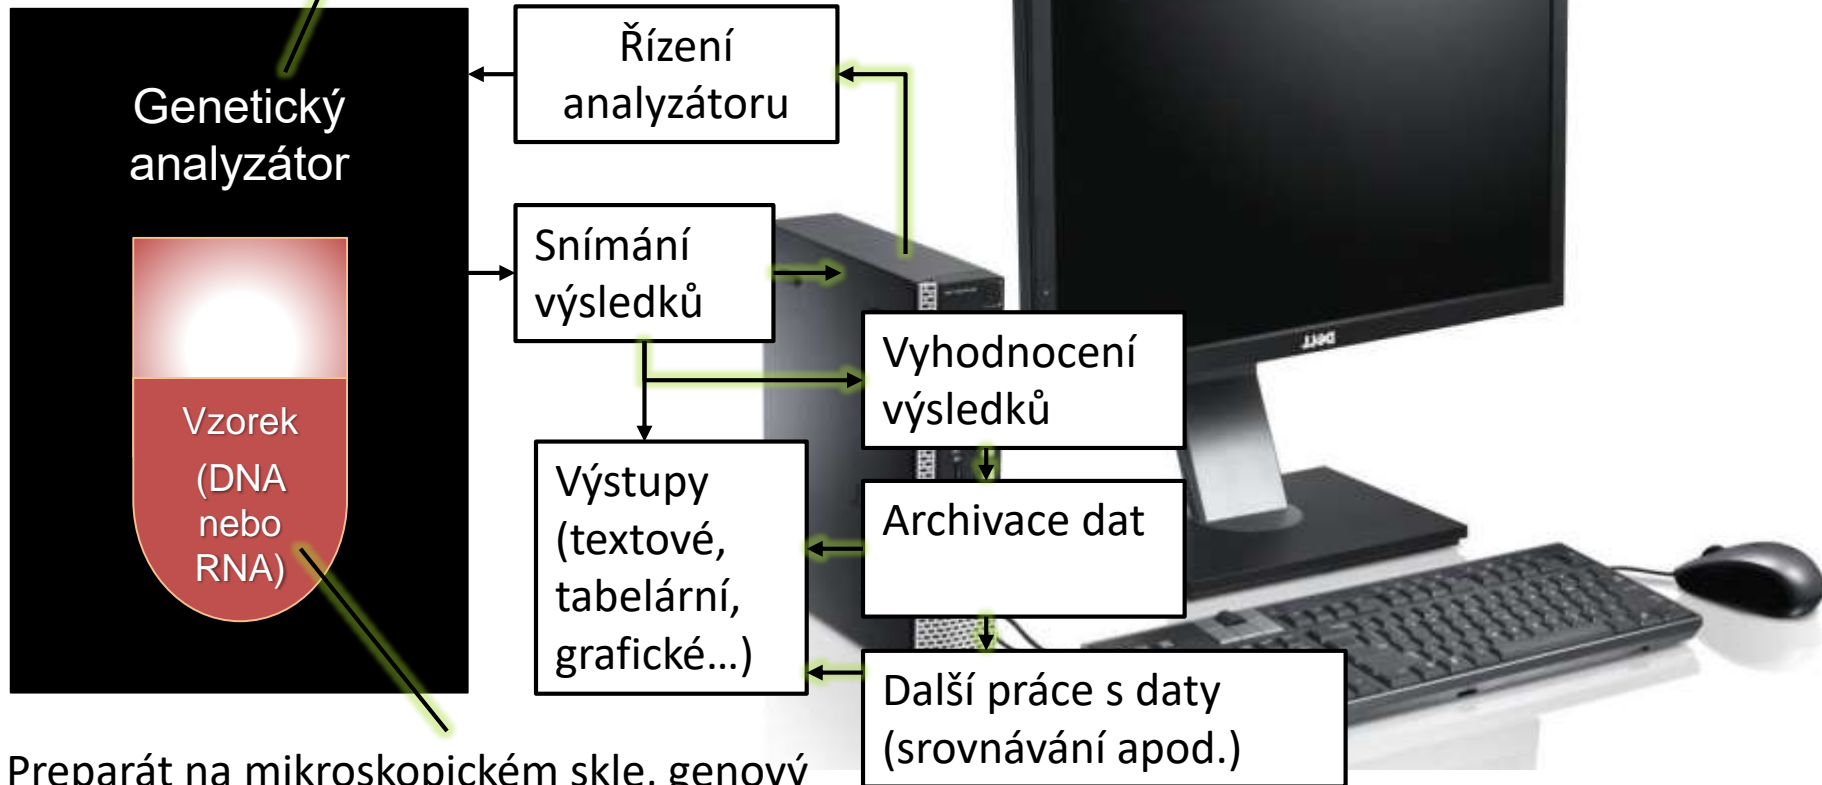 Genetický
analyzátor
Vzorek
(DNA
nebo
RNA)
Řízení
analyzátoru
Snímání
výsledků
Vyhodnocení
výsledků
Výstupy
(textové,
tabelární,
grafické…)
Archivace dat
Další práce s daty
(srovnávání apod.)
DELL
Preparát na mikroskopickém skle, genový